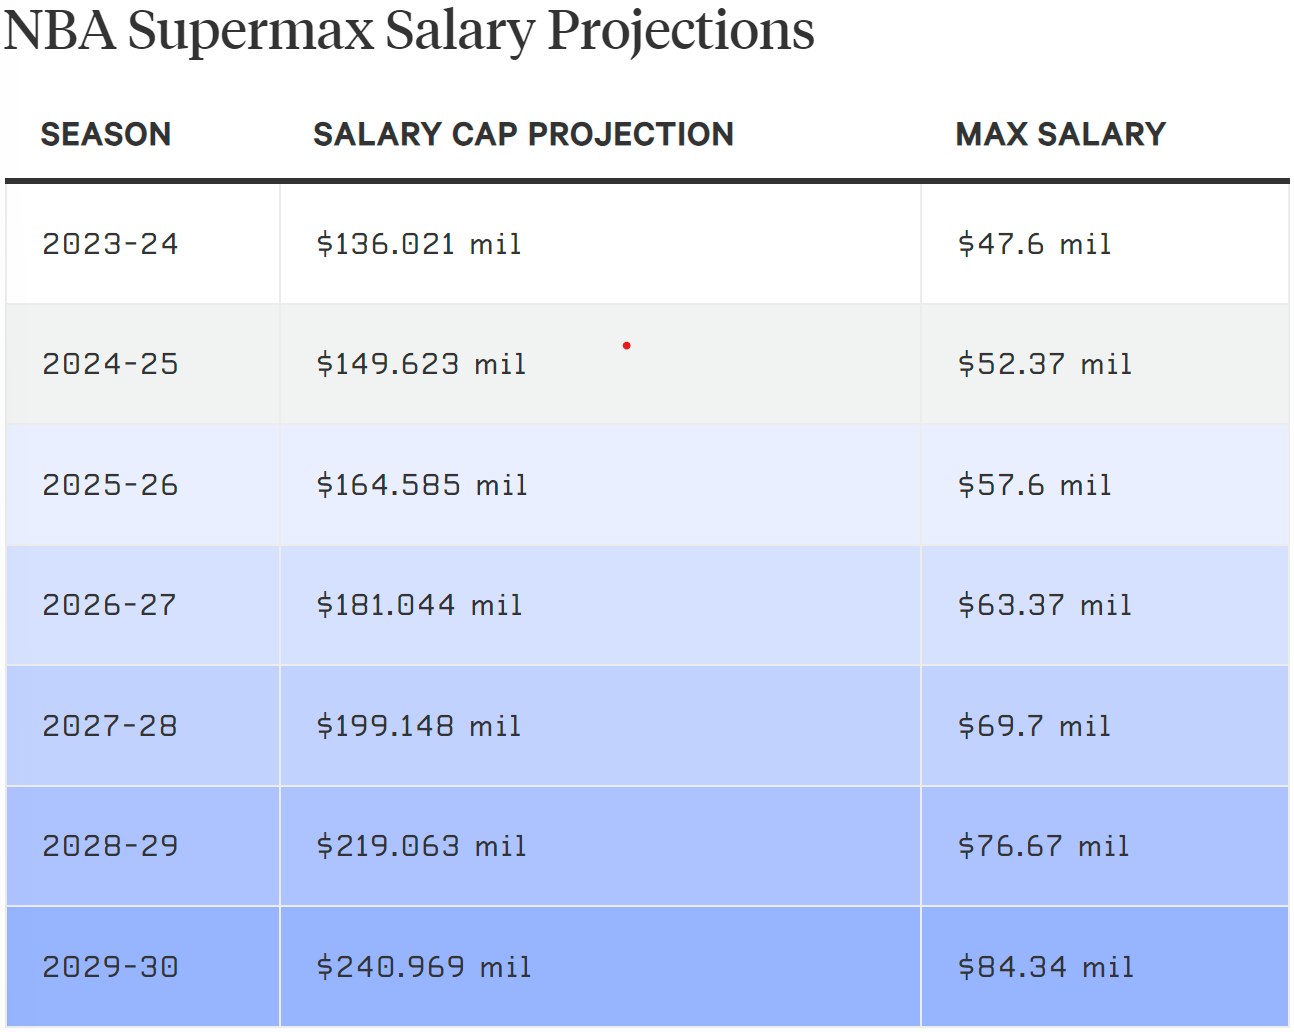 NBA Supermax Salary Projections
SEASON SALARY CAP PROJECTION MAX SALARY
2023-24 $136.021 mil $47.6 mil
2024-25 $149.623 mil $52.37 mil
2025-26 $164.585 mil $57.6 mil
2026-27 $181.044 mil $63.37 mil
2027-28 $199.148 mil $69.7 mil
2028-29 $219.063 mil $76.67 mil
2029-30 $240.969 mil $84.34 mil